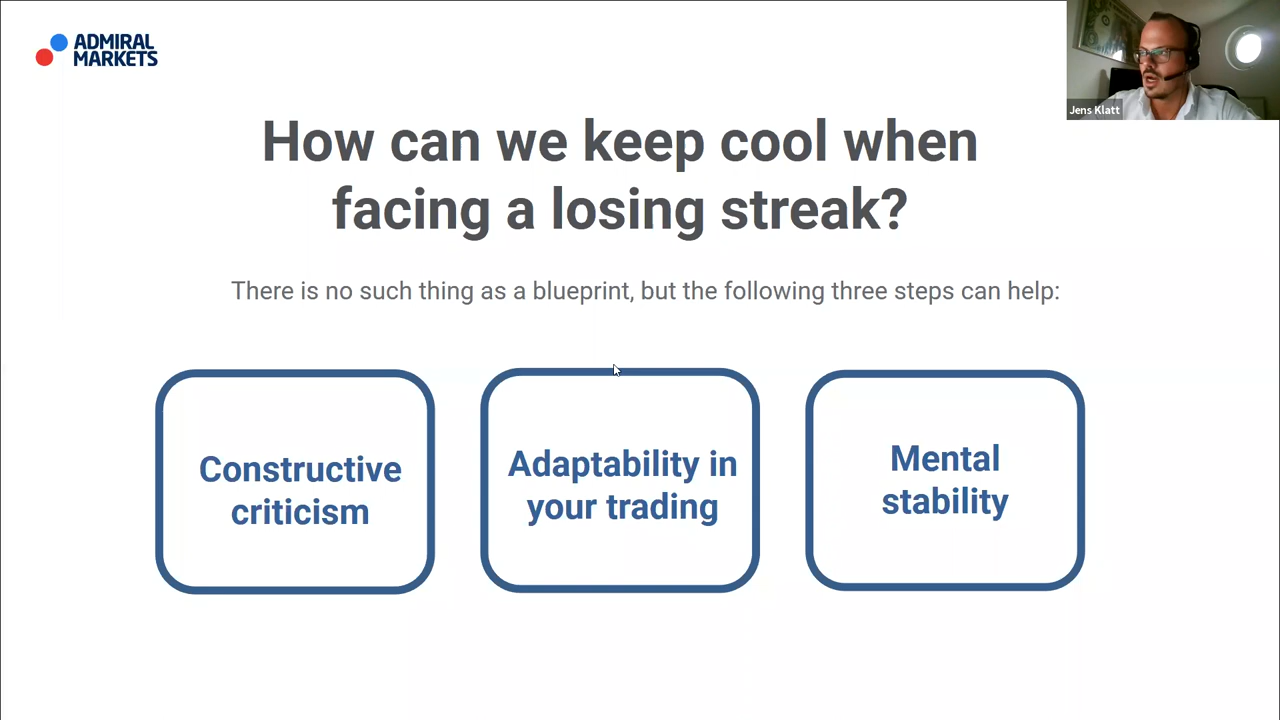 ADMIRAL
MARKETS
Jens Klatt
How can we keep cool when
facing a losing streak?
There is no such thing as a blueprint, but the following three steps can help:
Constructive
criticism
Adaptability in
your trading
Mental
stability